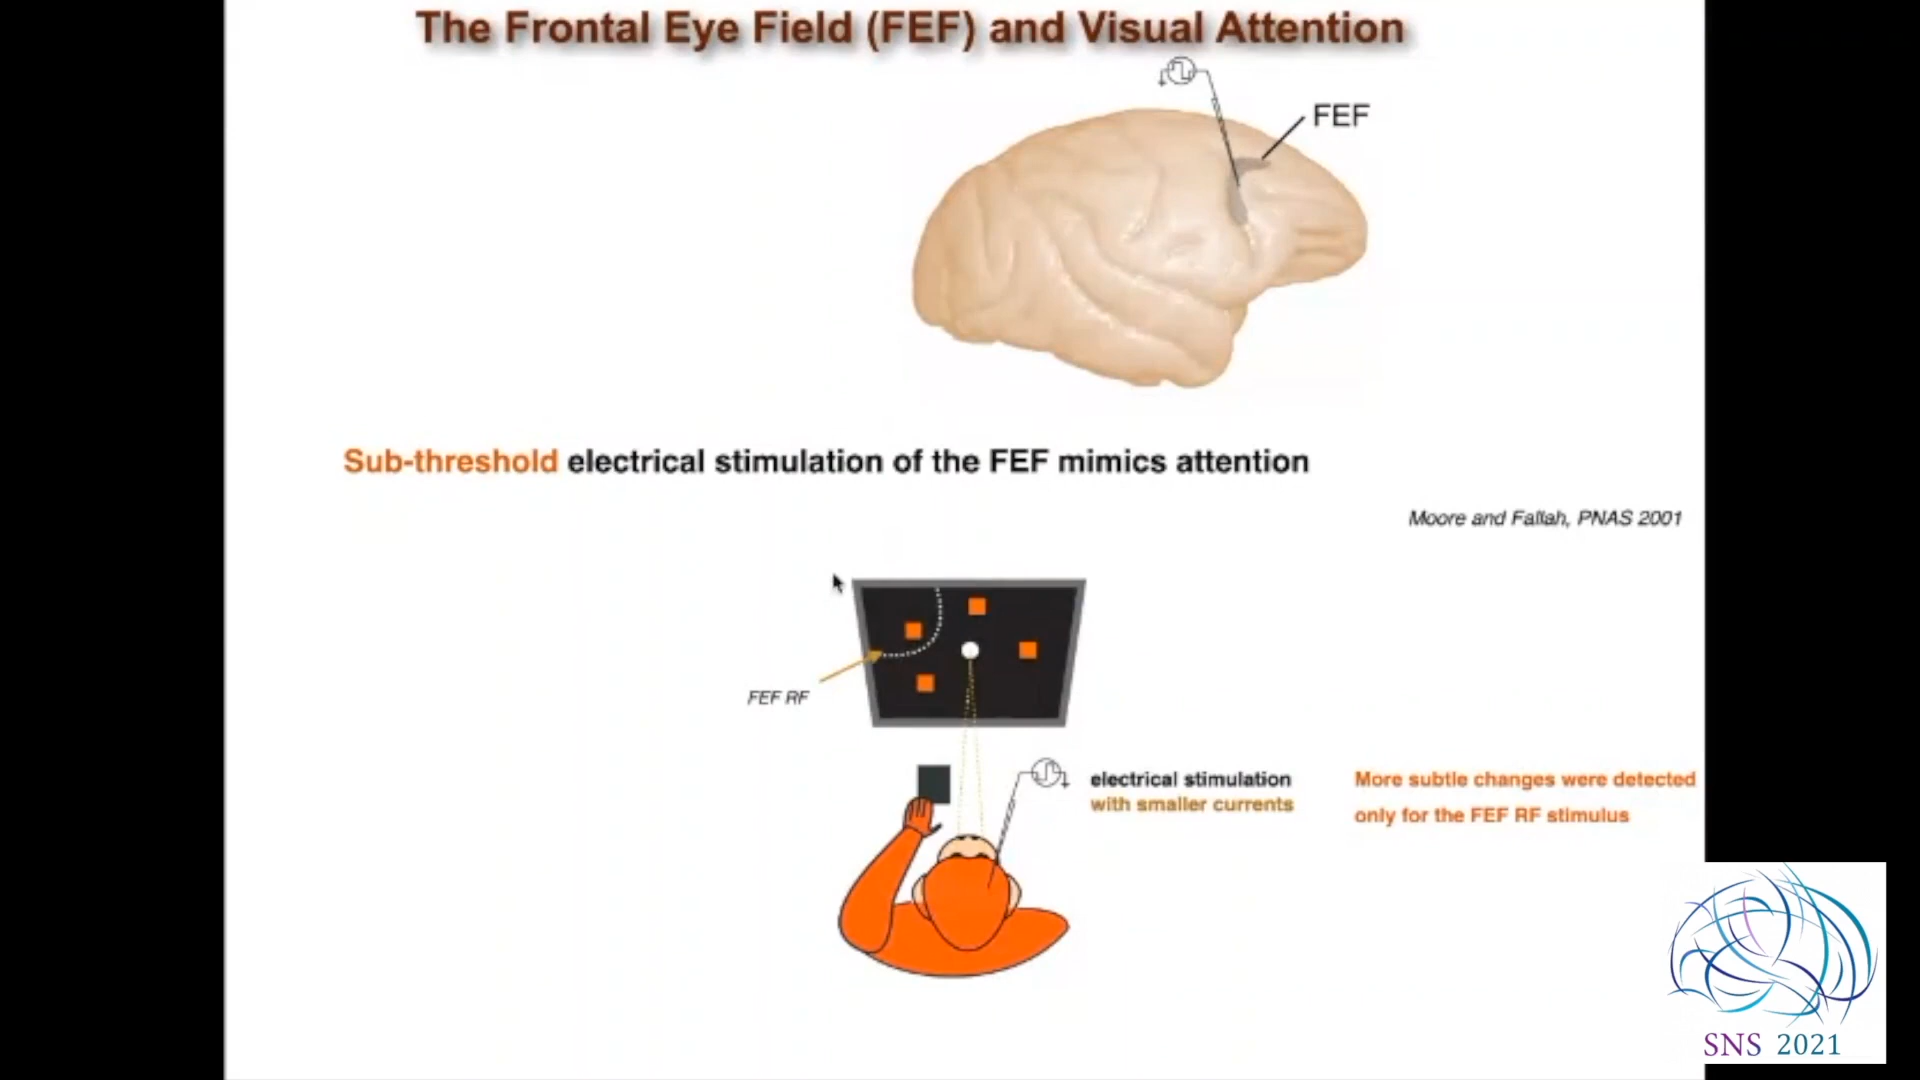 The Frontal Eye Field (FEF) and Visual Attention
FEF
Sub-threshold electrical stimulation of the FEF mimics attention
Moore and Fallah, PNAS 2001
FEF RF
electrical stimulation
with smaller currents
More subtle changes were detected
only for the FEF RF stimulus
SNS 2021